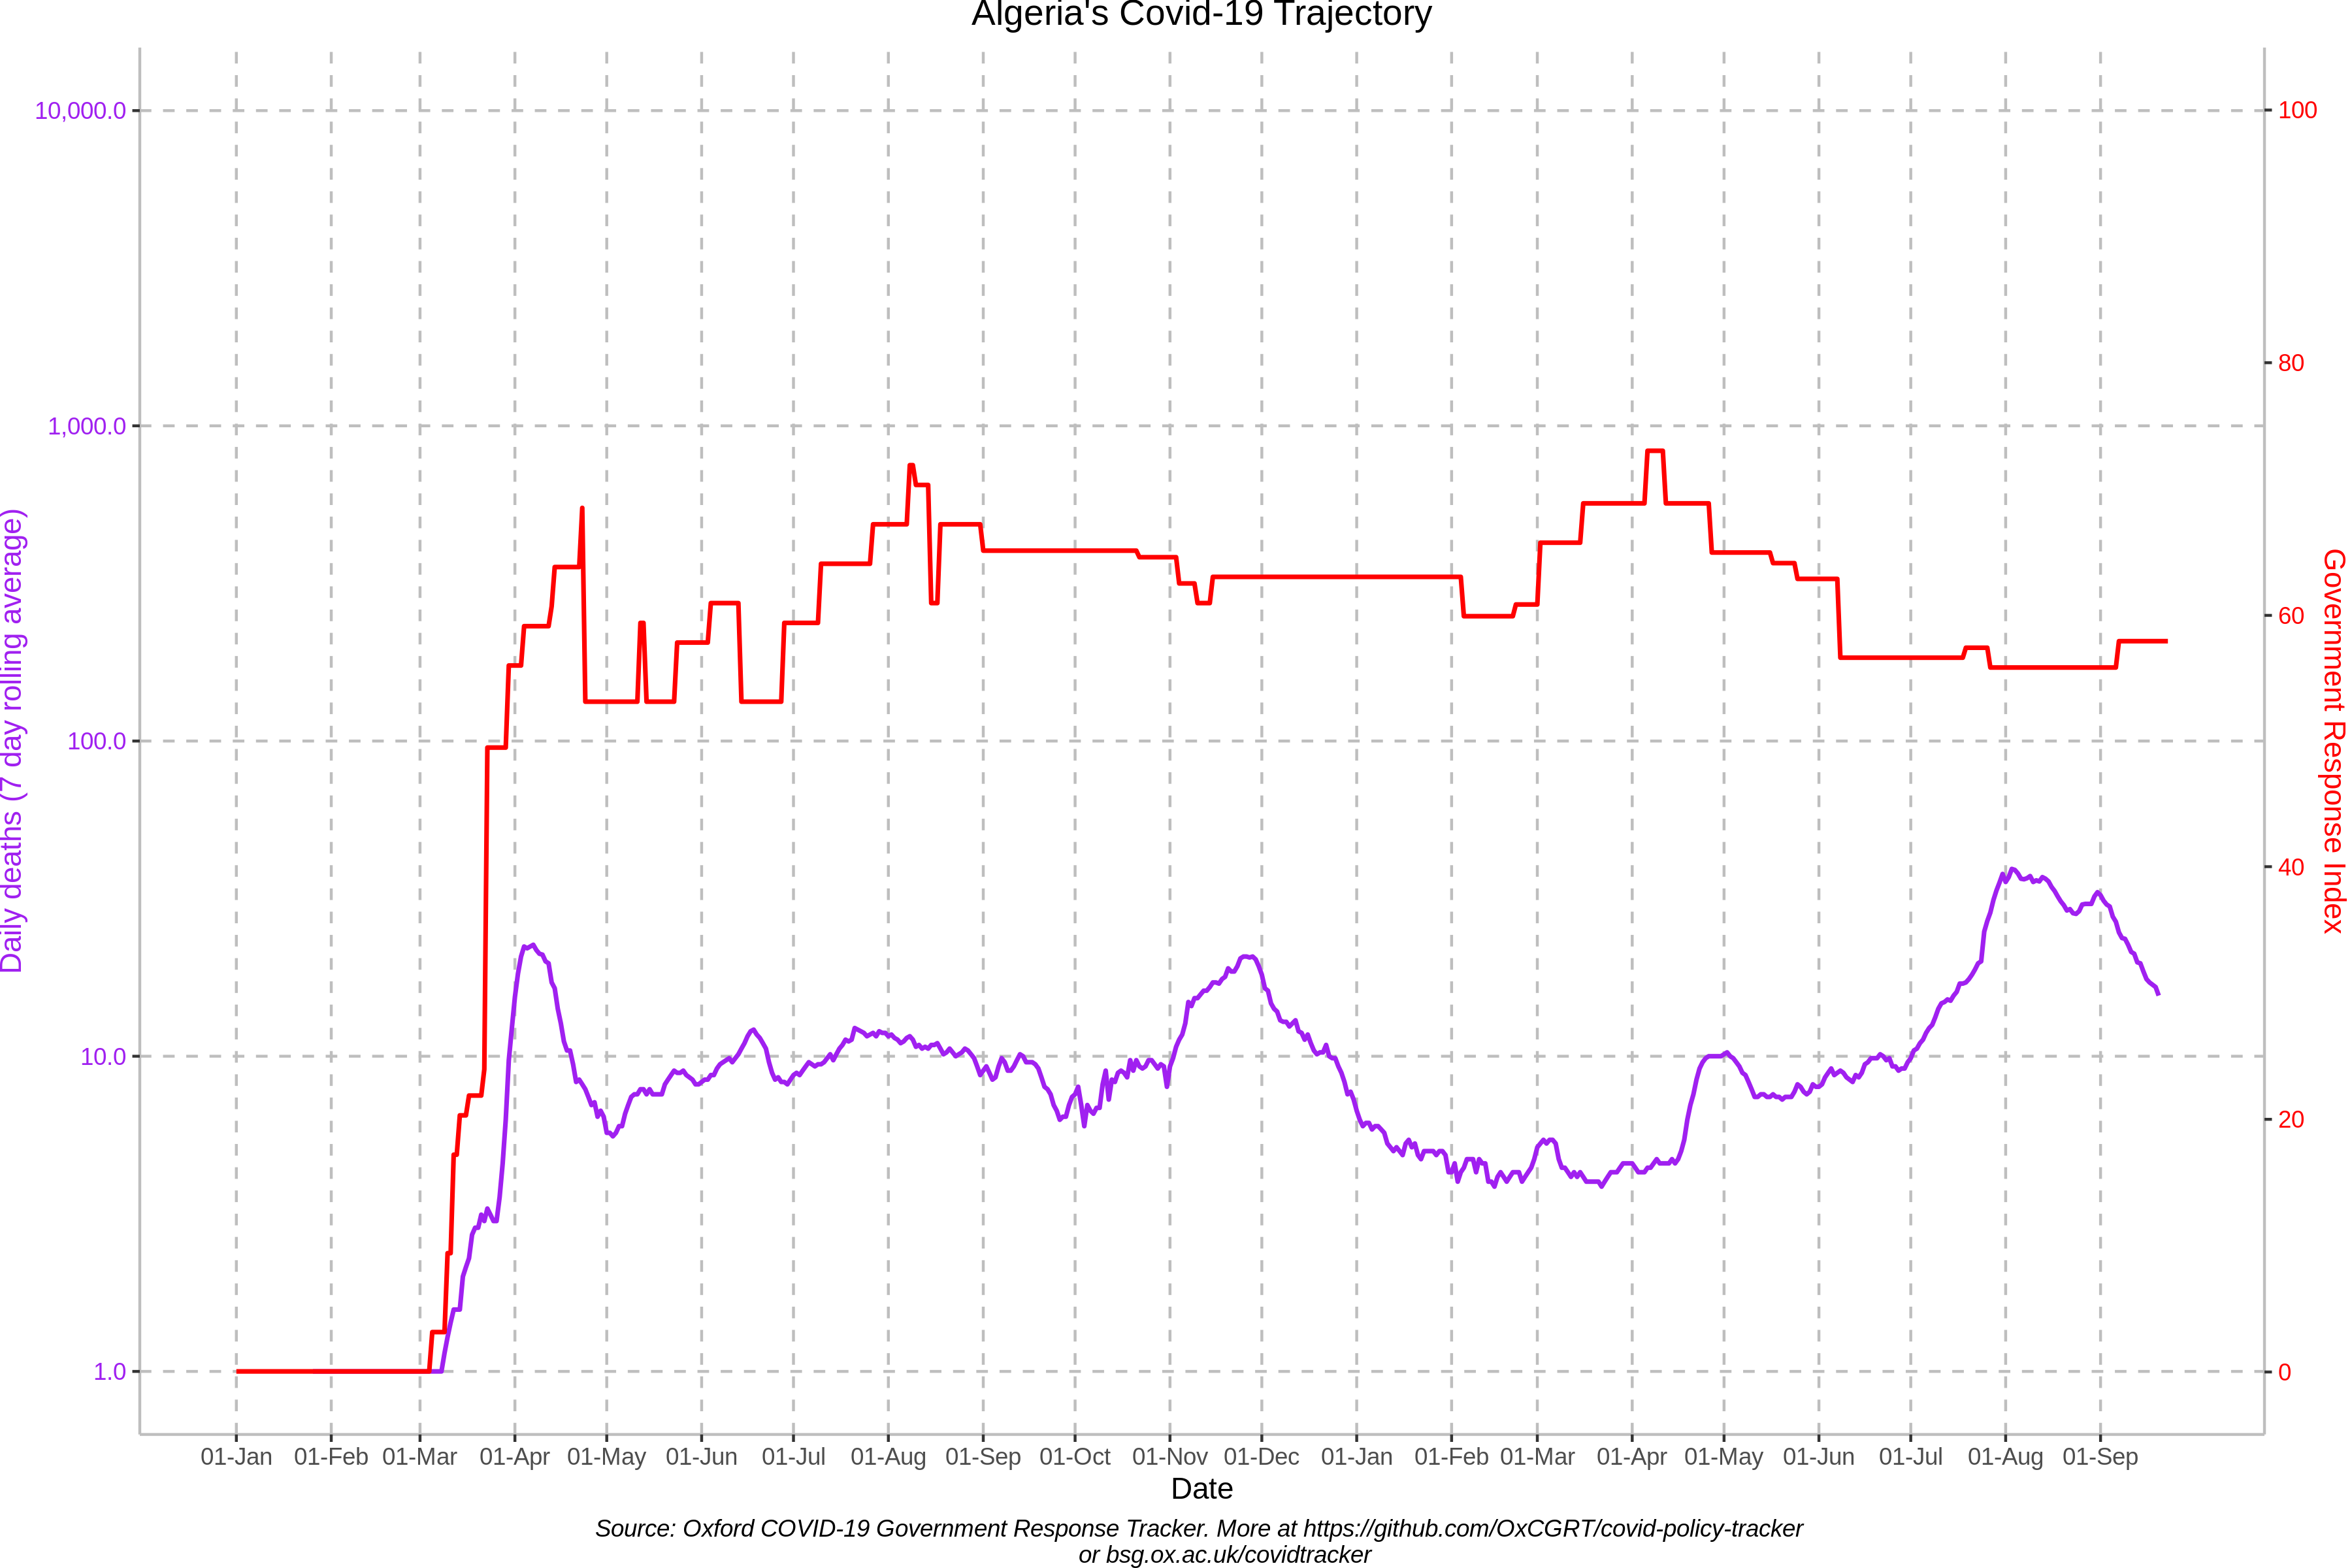 Algeria's Covid-19 Trajectory
10,000.0
1,000.0
100.0
10.0
1.0
Daily deaths (7 day rolling average)
100
80
60
40
20
0
Government Response Index
01-Jan 01-Feb 01-Mar 01-Apr 01-May 01-Jun 01-Jul 01-Aug 01-Sep 01-Oct 01-Nov 01-Dec 01-Jan 01-Feb 01-Mar 01-Apr 01-May 01-Jun 01-Jul 01-Aug 01-Sep
Date
Source: Oxford COVID-19 Government Response Tracker. More at https://github.com/OxCGRT/covid-policy-tracker
or bsg.ox.ac.uk/covidtracker